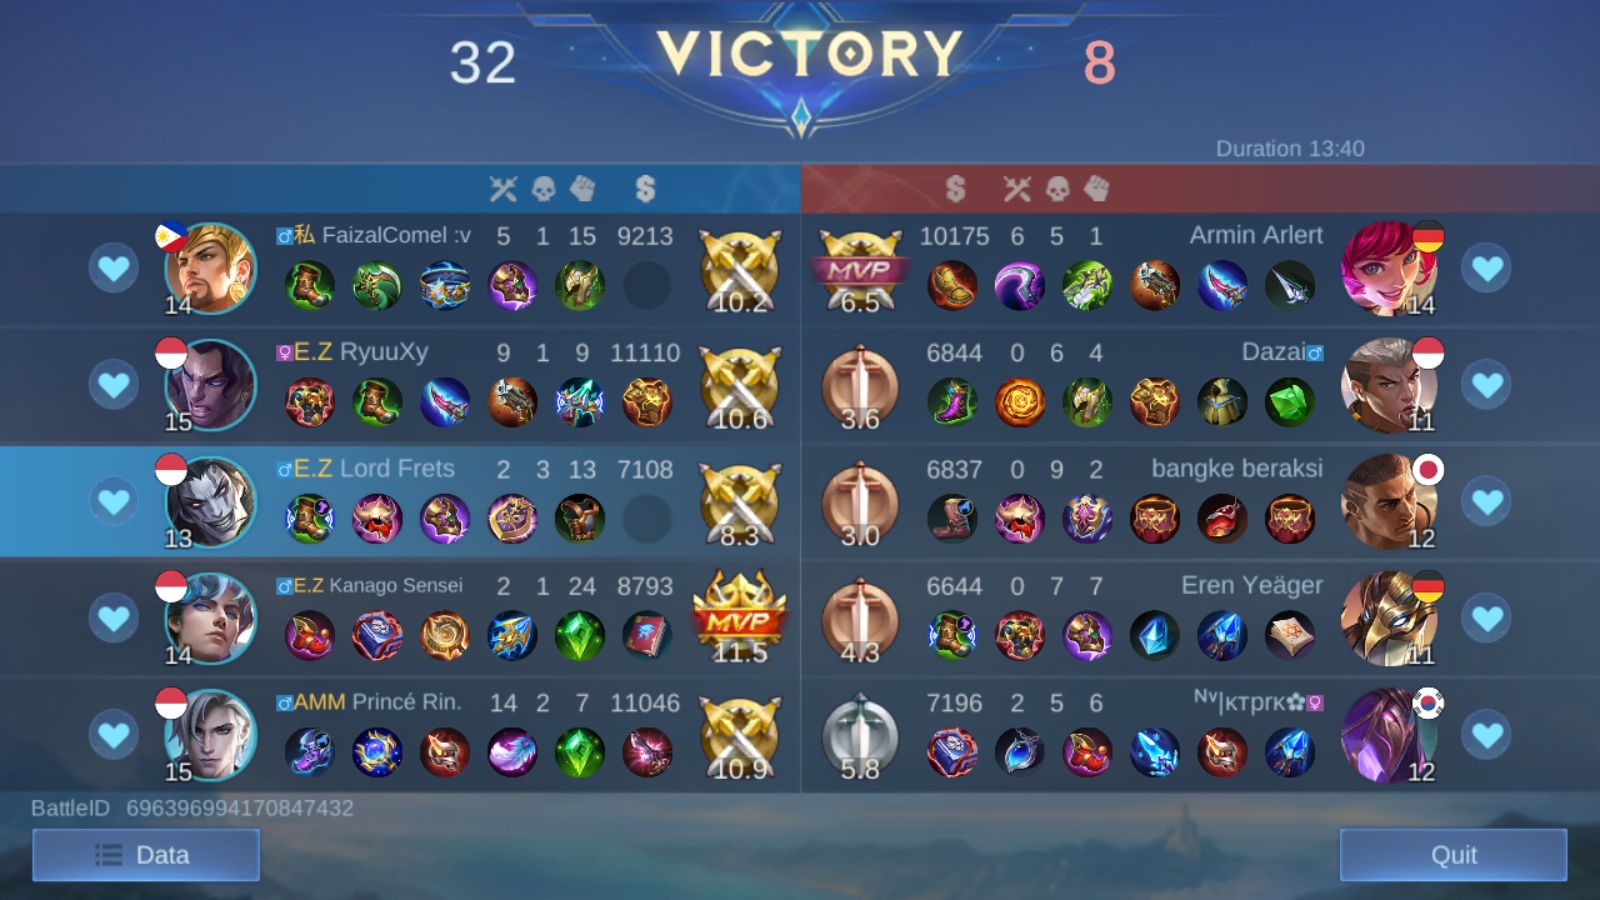 32 VICTORY 8
Duration 13:40
私 FaizalComel :v 5 1 15 9213
14 10.2
MVP 10175 6 5 1 Armin Arlert
6.5 14
E.Z RyuuXy 9 1 9 11110
15 10.6
6844 0 6 4 Dazai
3.6 11
E.Z Lord Frets 2 3 13 7108
13 8.3
6837 0 9 2 bangke beraksi
3.0 12
E.Z Kanago Sensei 2 1 24 8793
14 MVP 11.5
6644 0 7 7 Eren Yeäger
4.3 11
AMM Princé Rin. 14 2 7 11046
15 10.9
7196 2 5 6 ᴺᵛ|ктprк✿
5.8 12
BattleID 696396994170847432
Data
Quit